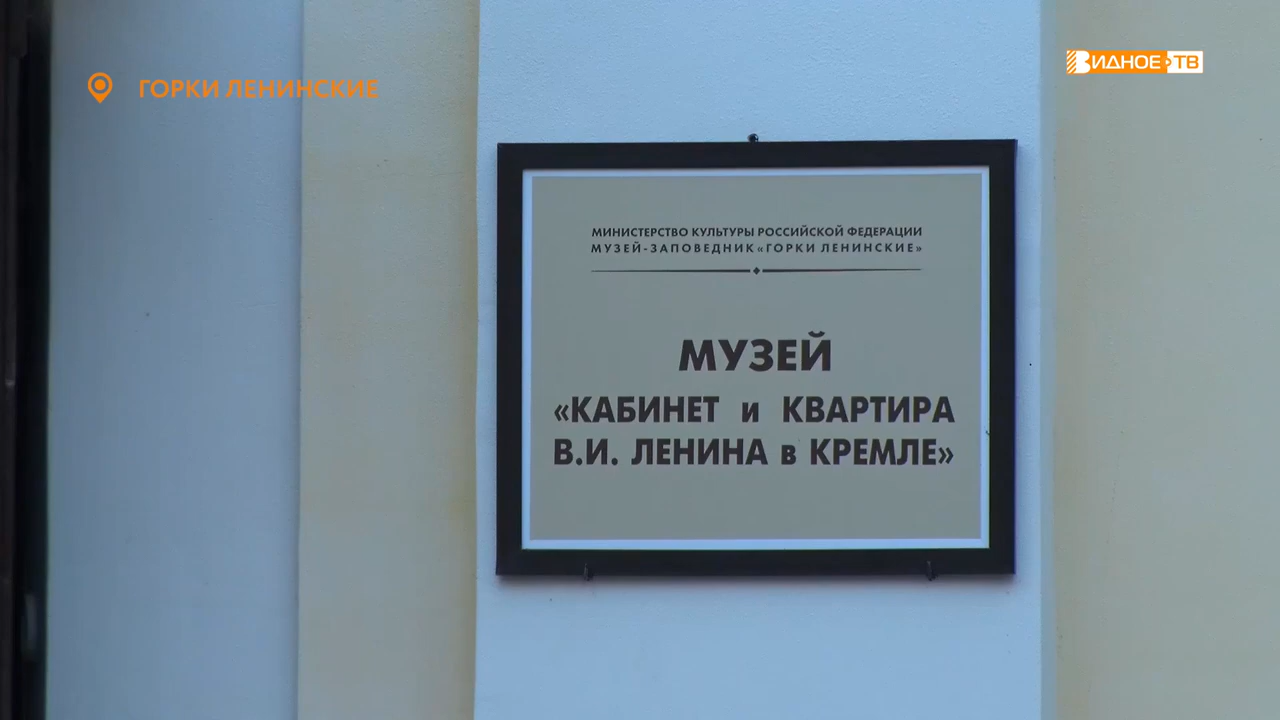 ГОРКИ ЛЕНИНСКИЕ
ВИДНОЕ ТВ
МИНИСТЕРСТВО КУЛЬТУРЫ РОССИЙСКОЙ ФЕДЕРАЦИИ
МУЗЕЙ-ЗАПОВЕДНИК «ГОРКИ ЛЕНИНСКИЕ»
МУЗЕЙ
«КАБИНЕТ и КВАРТИРА
В.И. ЛЕНИНА в КРЕМЛЕ»